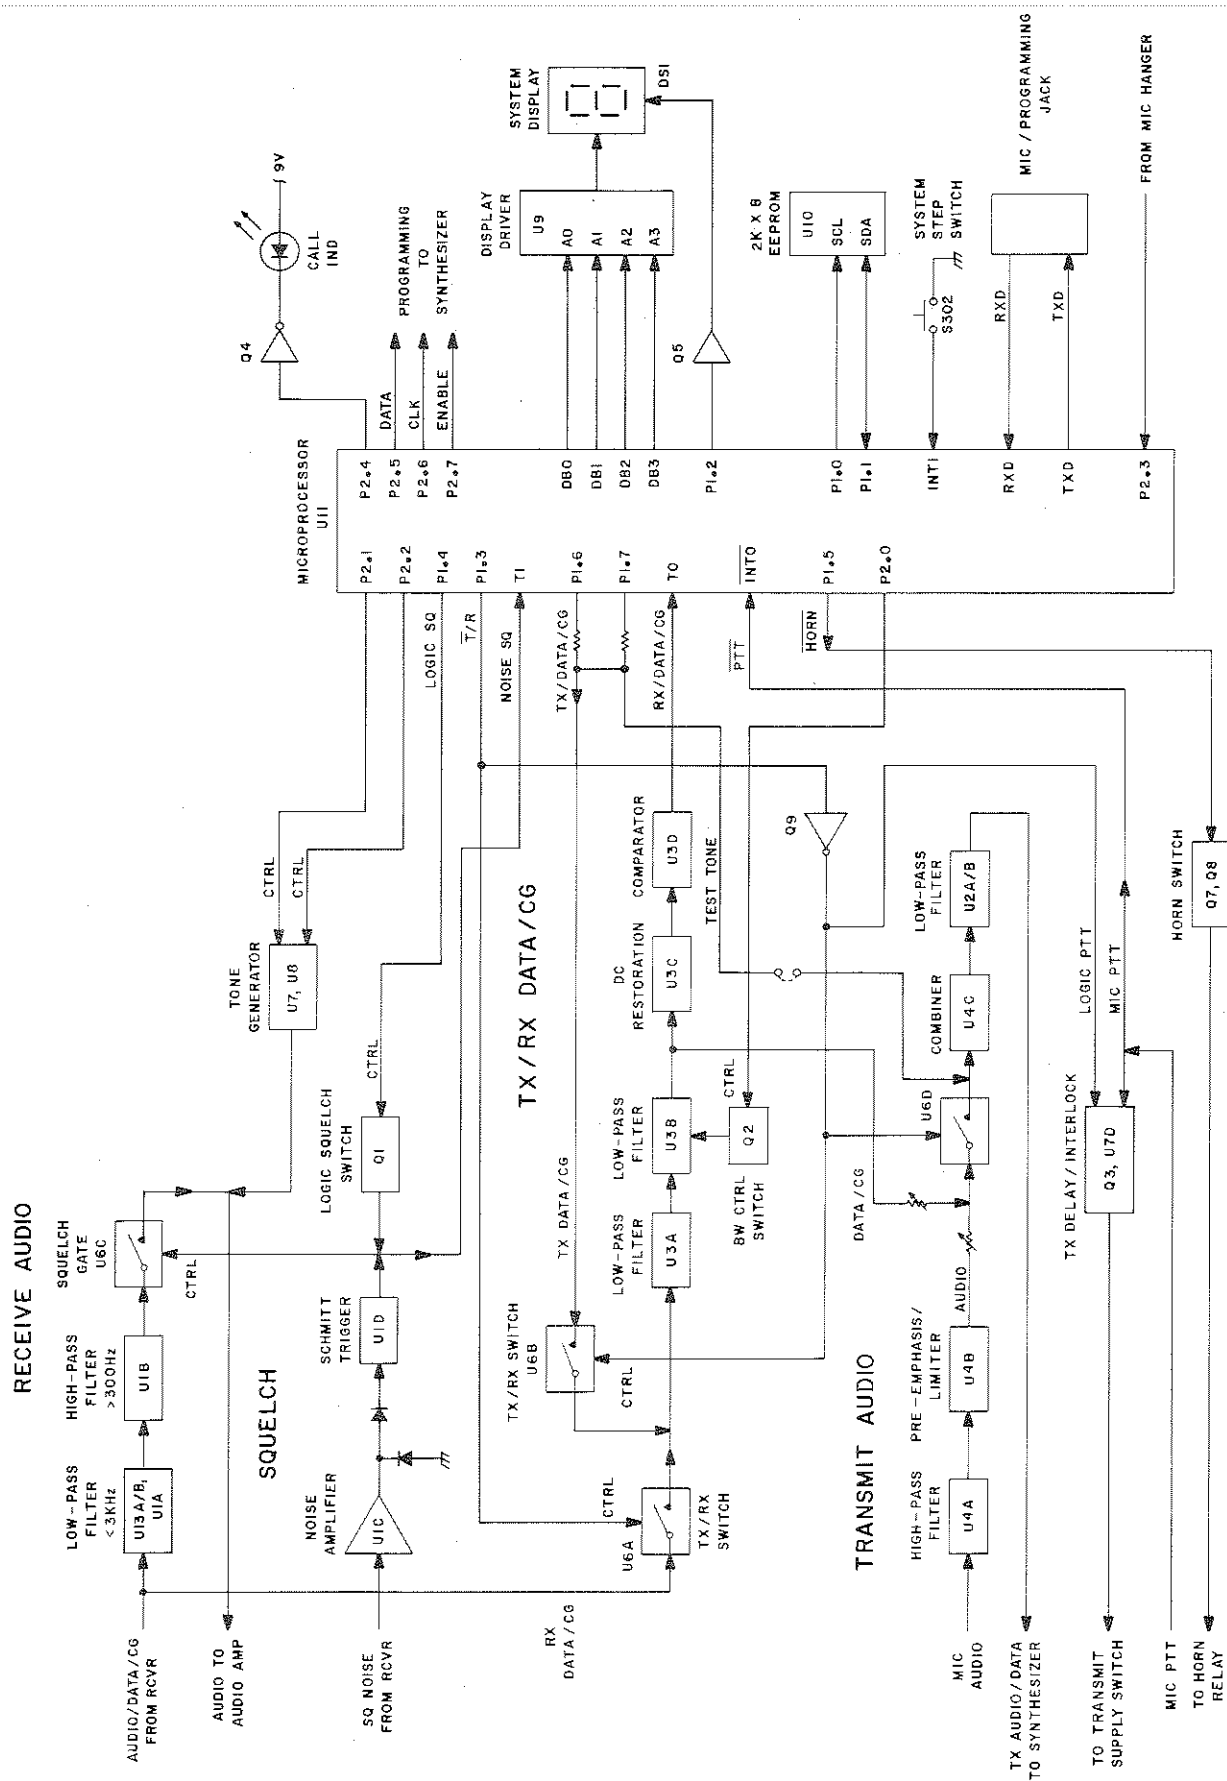 RECEIVE AUDIO
AUDIO/DATA/CG
FROM RCVR
LOW-PASS
FILTER
<3KHz
U13A/B,
U1A
HIGH-PASS
FILTER
>300Hz
U1B
SQUELCH
GATE
U6C
CTRL
TONE
GENERATOR
U7, U8
CTRL
CTRL
AUDIO TO
AUDIO AMP
SQUELCH
SQ NOISE
FROM RCVR
NOISE
AMPLIFIER
U1C
SCHMITT
TRIGGER
U1D
LOGIC SQUELCH
SWITCH
Q1
CTRL
LOGIC SQ
T/R
NOISE SQ
TX/RX DATA/CG
RX
DATA/CG
U6A
CTRL
TX/RX
SWITCH
TX/RX SWITCH
U6B
CTRL
TX DATA/CG
TX/DATA/CG
LOW-PASS
FILTER
U3A
LOW-PASS
FILTER
U3B
DC
RESTORATION
U3C
COMPARATOR
U3D
RX/DATA/CG
BW CTRL
SWITCH
Q2
CTRL
TEST TONE
DATA/CG
Q9
TRANSMIT AUDIO
MIC
AUDIO
HIGH-PASS
FILTER
U4A
PRE-EMPHASIS/
LIMITER
U4B
AUDIO
U6D
COMBINER
U4C
LOW-PASS
FILTER
U2A/B
TX AUDIO/DATA
TO SYNTHESIZER
TO TRANSMIT
SUPPLY SWITCH
TX DELAY/INTERLOCK
Q3, U7D
LOGIC PTT
MIC PTT
MIC PTT
PTT
HORN
TO HORN
RELAY
HORN SWITCH
Q7, Q8
MICROPROCESSOR
U11
P2.1
P2.2
P1.4
P1.3
T1
P1.6
P1.7
T0
INT0
P1.5
P2.0
P2.4
P2.5
P2.6
P2.7
DB0
DB1
DB2
DB3
P1.2
P1.0
P1.1
INT1
RXD
TXD
P2.3
Q4
CALL
IND
9V
DATA
CLK
ENABLE
PROGRAMMING
TO
SYNTHESIZER
DISPLAY
DRIVER
U9
A0
A1
A2
A3
SYSTEM
DISPLAY
DS1
Q5
2K X 8
EEPROM
U10
SCL
SDA
SYSTEM
STEP
SWITCH
S302
RXD
TXD
MIC/PROGRAMMING
JACK
FROM MIC HANGER